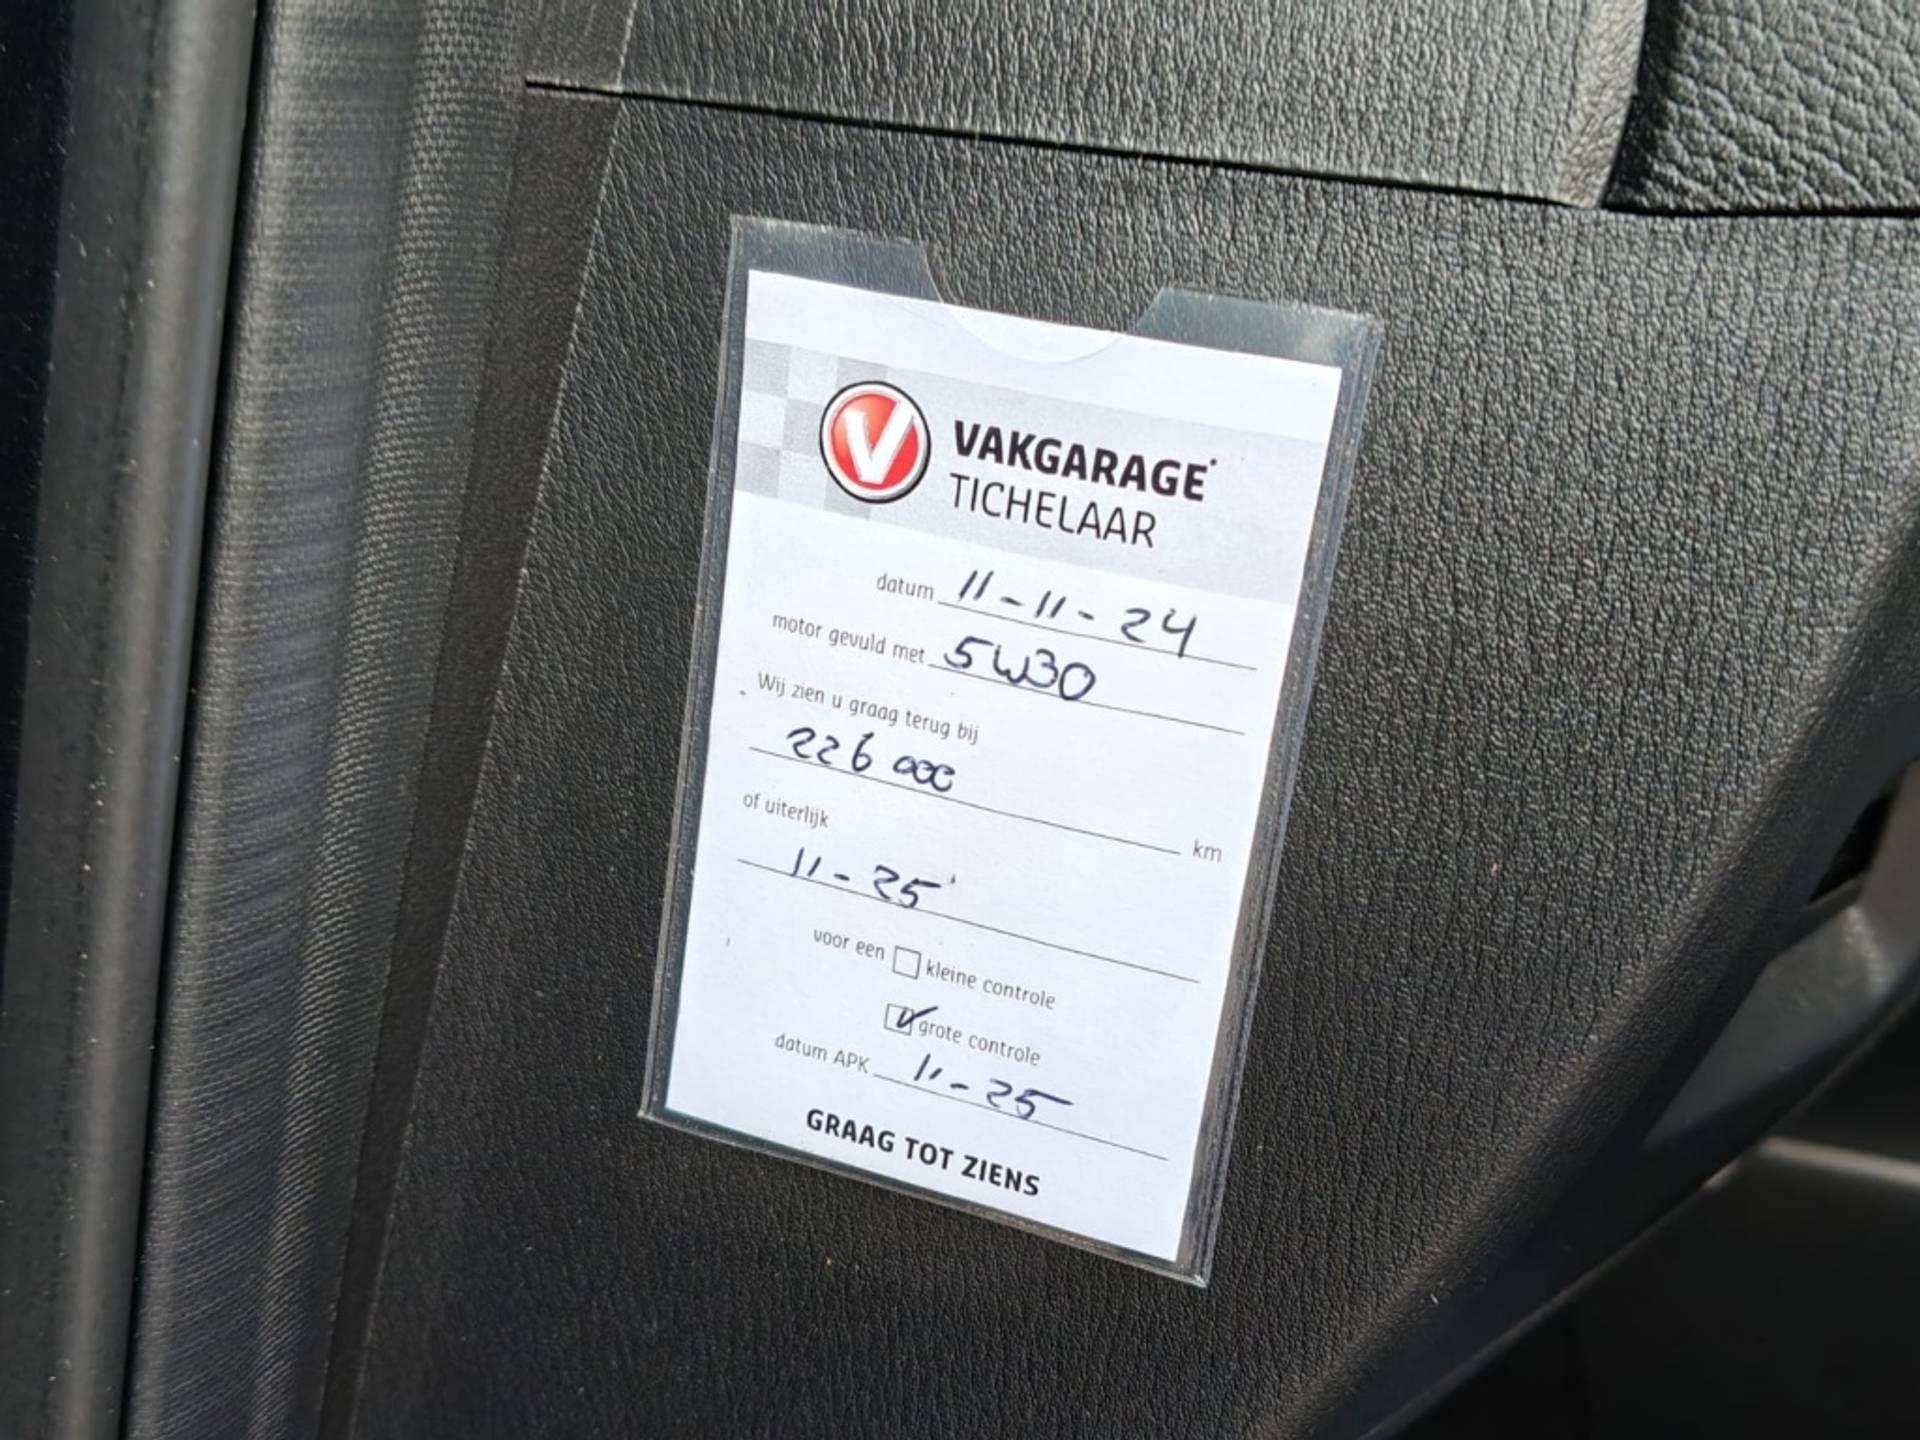 V
VAKGARAGE
TICHELAAR
datum 11-11-24
motor gevuld met 5W30
Wij zien u graag terug bij
226 000 km
of uiterlijk
11-25
voor een kleine controle
grote controle
datum APK 11-25
GRAAG TOT ZIENS